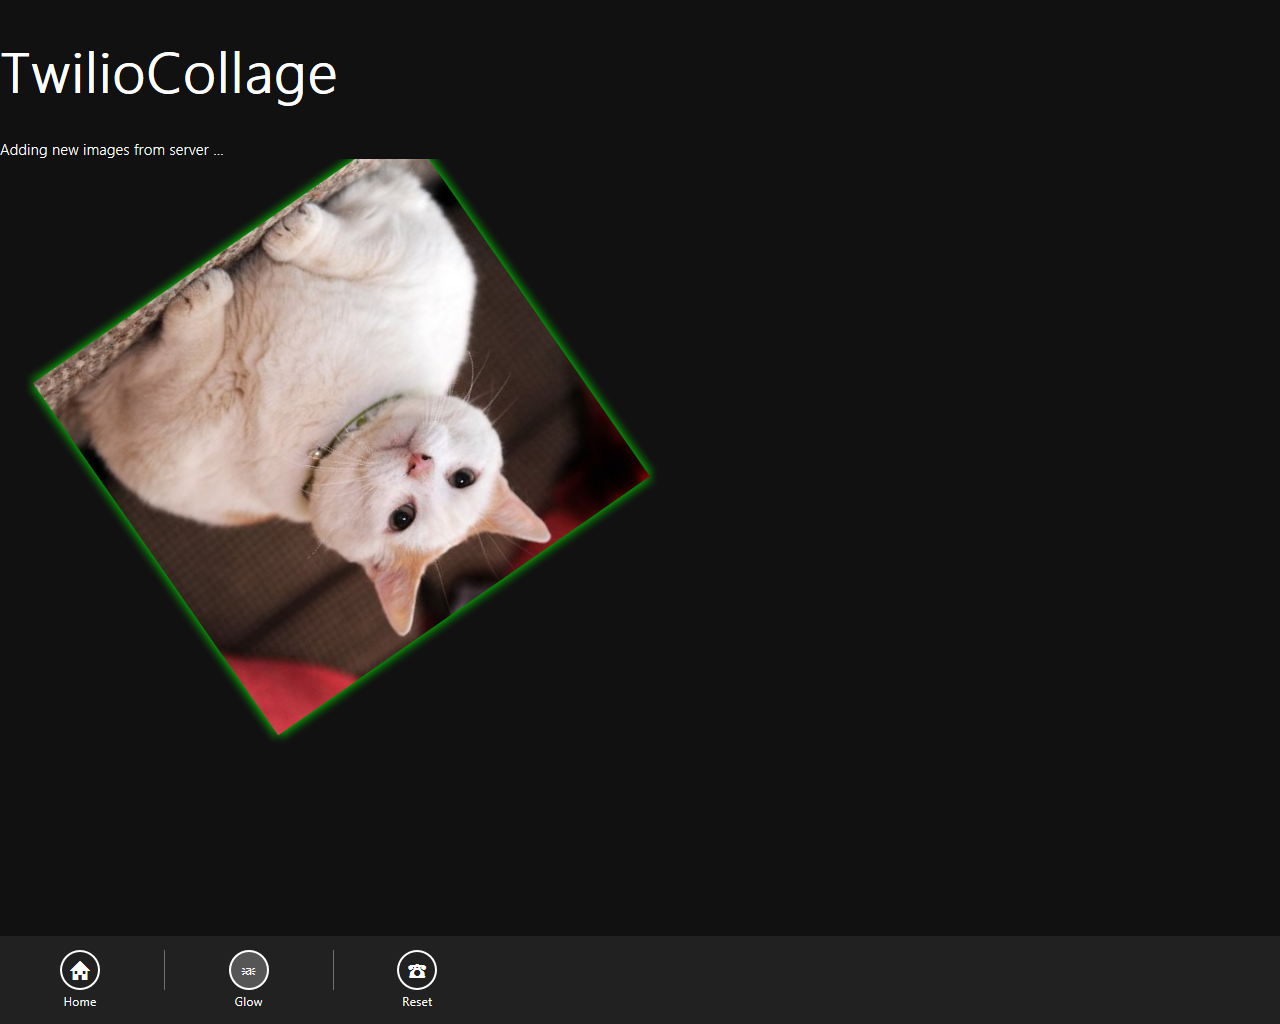 TwilioCollage
Adding new images from server ...
Home
Glow
Reset